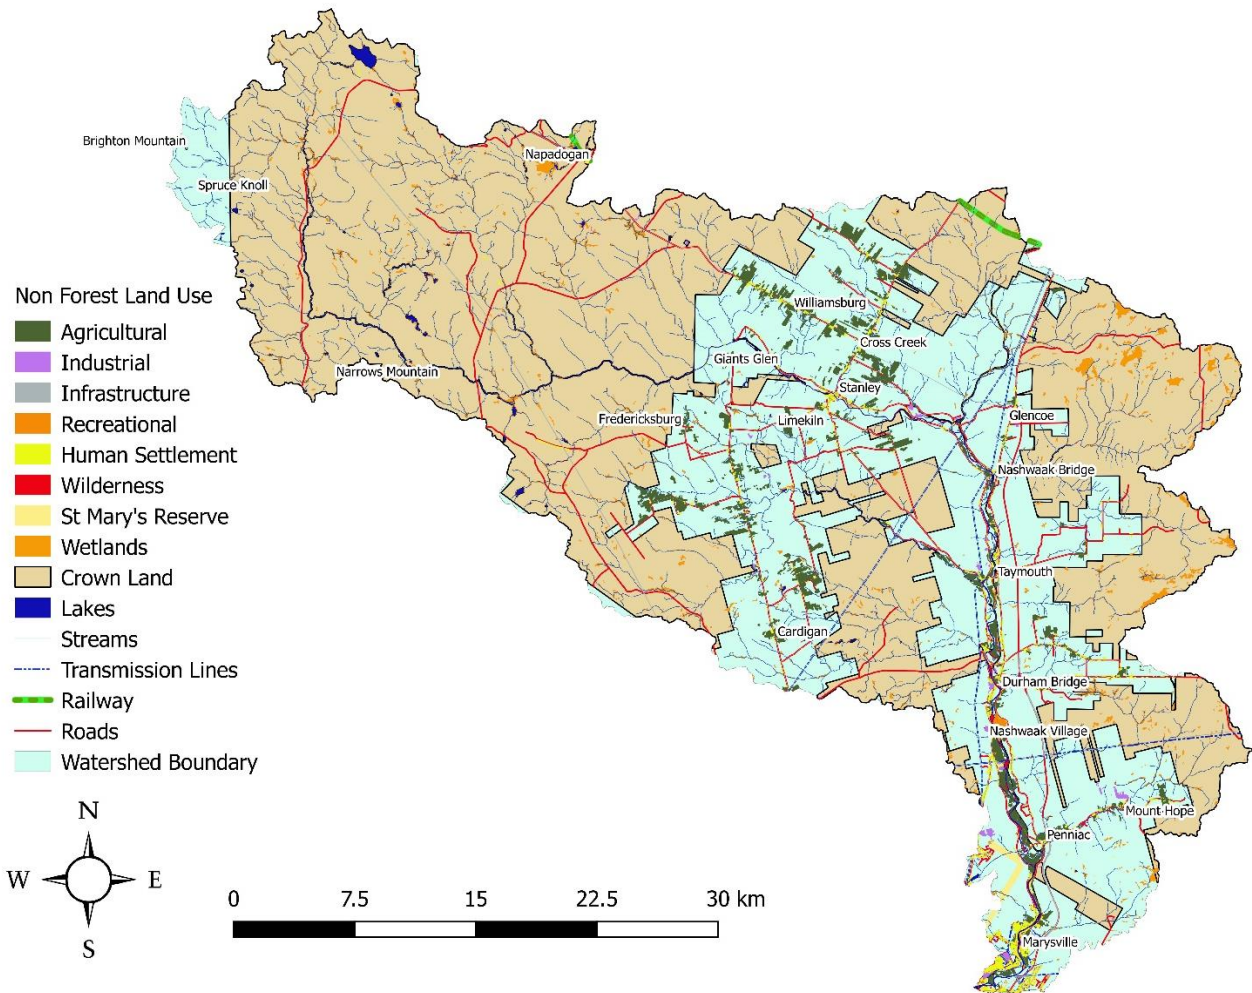 Brighton Mountain
Spruce Knoll
Napadogan
Non Forest Land Use
Agricultural
Industrial
Infrastructure
Recreational
Human Settlement
Wilderness
St Mary's Reserve
Wetlands
Crown Land
Lakes
Streams
Transmission Lines
Railway
Roads
Watershed Boundary
Williamsburg
Cross Creek
Giants Glen
Narrows Mountain
Stanley
Fredericksburg
Limekiln
Glencoe
Nashwaak Bridge
Taymouth
Cardigan
Durham Bridge
Nashwaak Village
Mount Hope
Penniac
Marysville
N
W E
S
0 7.5 15 22.5 30 km